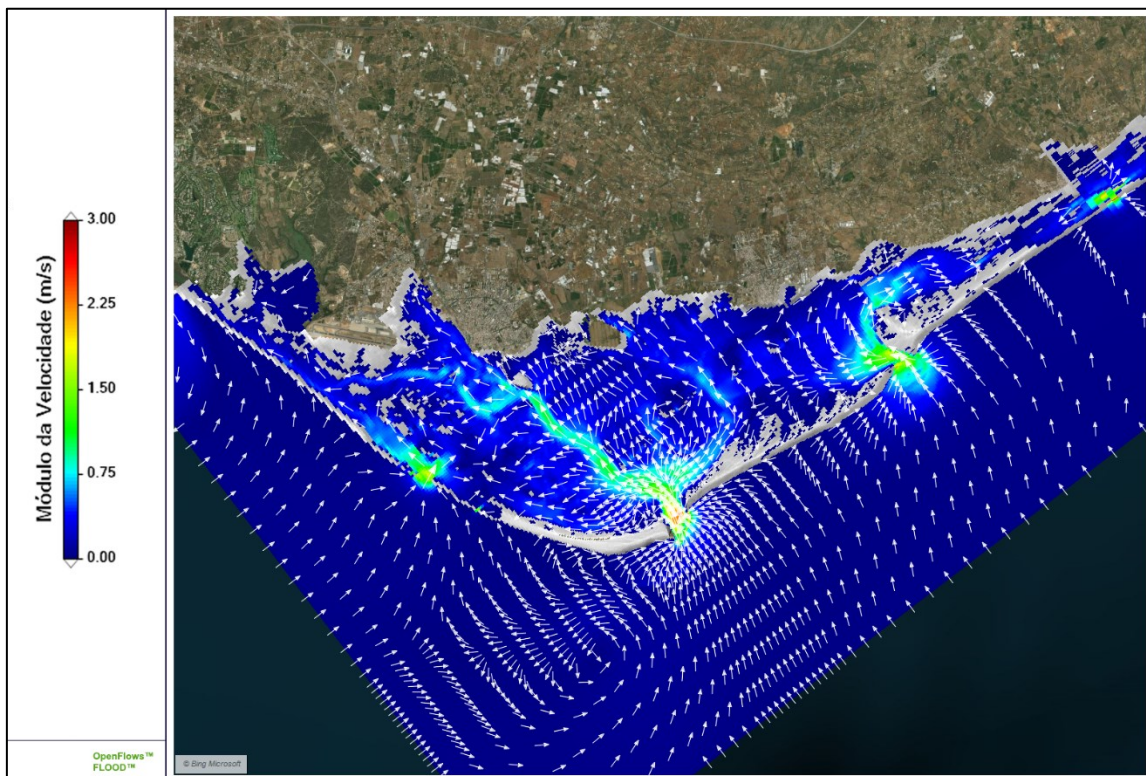 Módulo da Velocidade (m/s)
3.00
2.25
1.50
0.75
0.00
OpenFlows™
FLOOD™
© Bing Microsoft